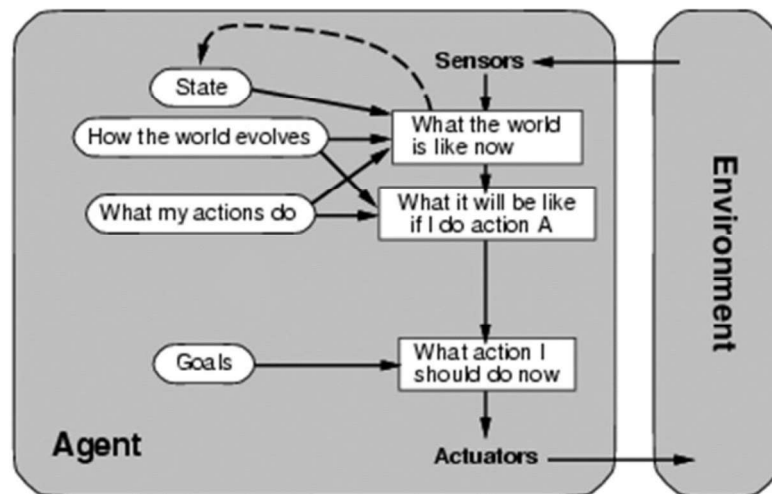 Sensors
State
What the world
is like now
How the world evolves
What it will be like
if I do action A
What my actions do
Goals
What action I
should do now
Agent
Actuators
Environment